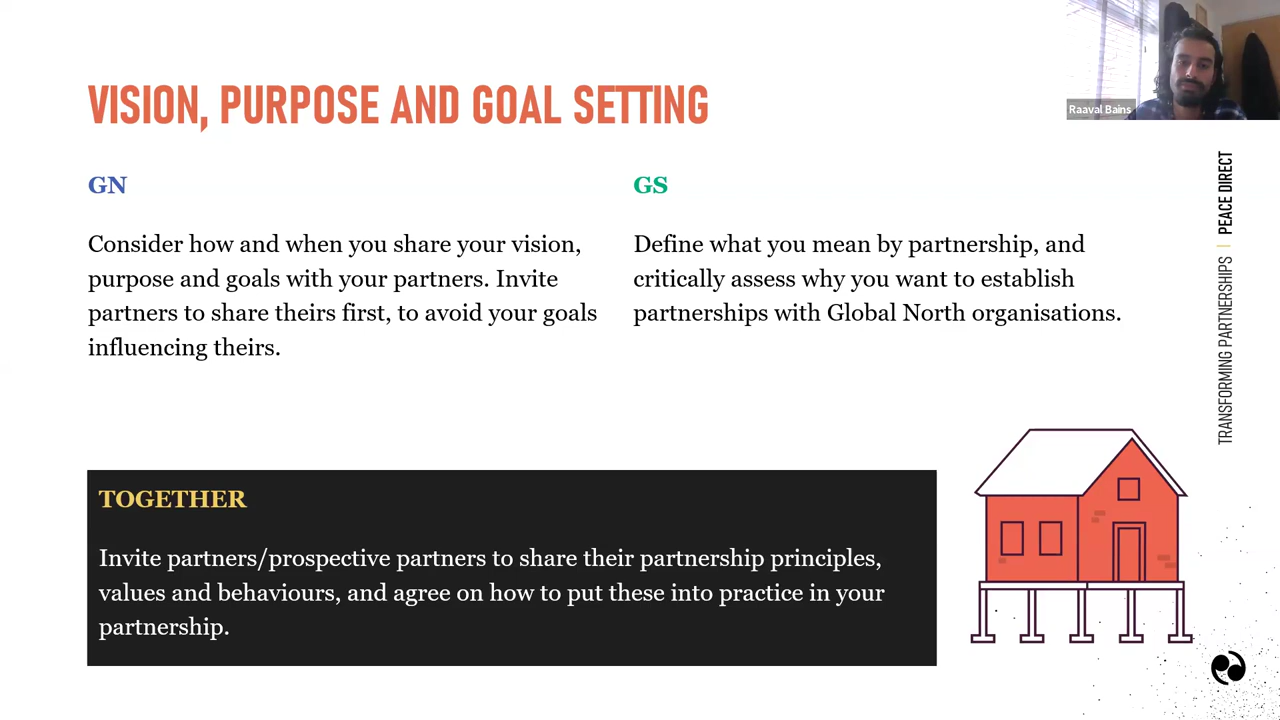 VISION, PURPOSE AND GOAL SETTING
Raaval Bains
GN
Consider how and when you share your vision,
purpose and goals with your partners. Invite
partners to share theirs first, to avoid your goals
influencing theirs.
GS
Define what you mean by partnership, and
critically assess why you want to establish
partnerships with Global North organisations.
TOGETHER
Invite partners/prospective partners to share their partnership principles,
values and behaviours, and agree on how to put these into practice in your
partnership.
TRANSFORMING PARTNERSHIPS | PEACE DIRECT